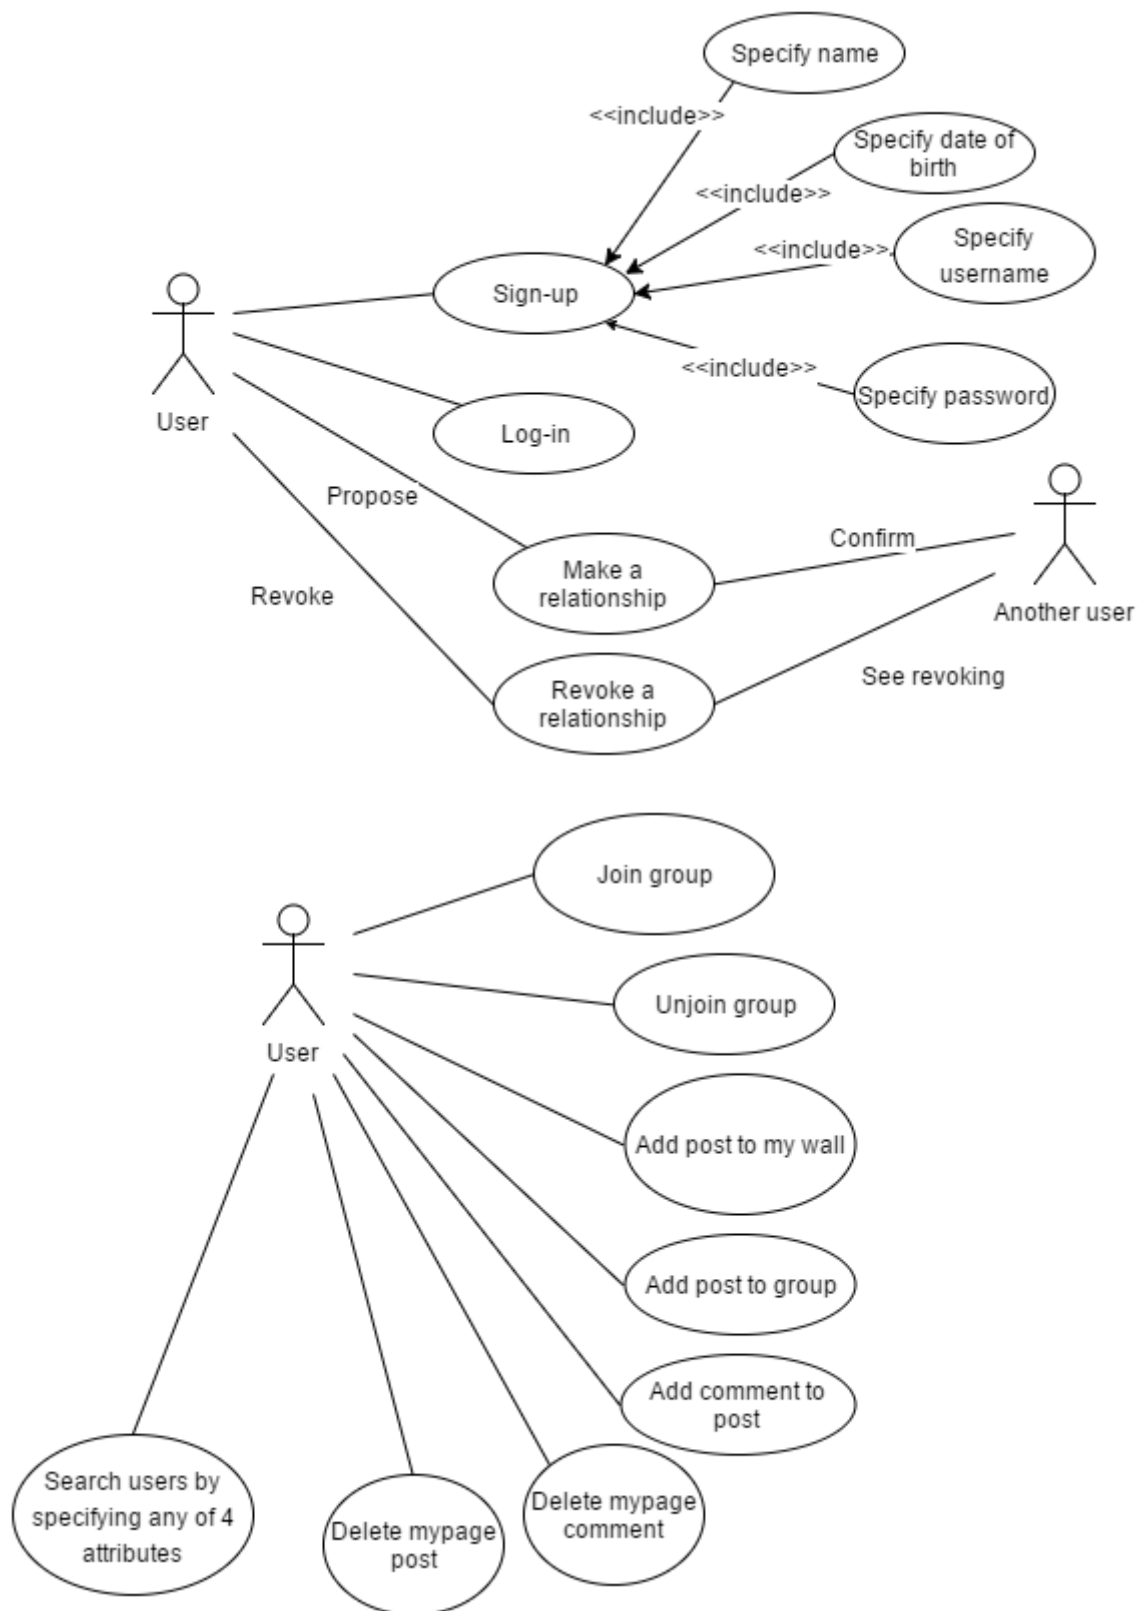 Specify name
<<include>>
Specify date of
birth
<<include>>
Specify
username
<<include>>
Sign-up
<<include>>
Specify password
User
Log-in
Propose
Confirm
Make a
relationship
Another user
Revoke
See revoking
Revoke a
relationship
Join group
Unjoin group
User
Add post to my wall
Add post to group
Add comment to
post
Search users by
specifying any of 4
attributes
Delete mypage
post
Delete mypage
comment